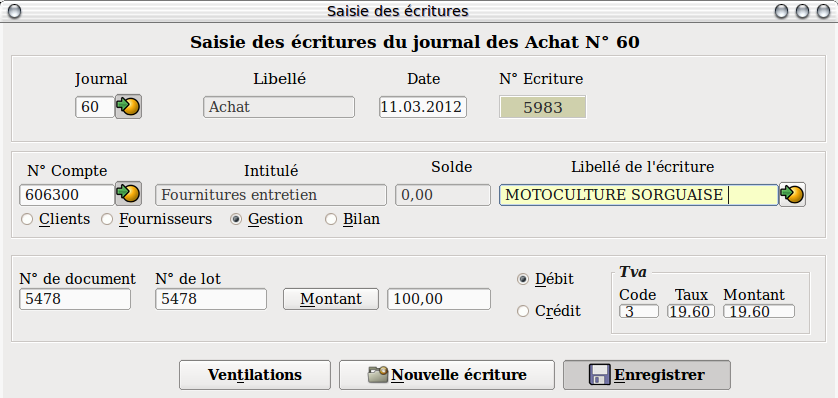 Saisie des écritures
Saisie des écritures du journal des Achat N° 60
Journal Libellé Date N° Ecriture
60 Achat 11.03.2012 5983
N° Compte Intitulé Solde Libellé de l'écriture
606300 Fournitures entretien 0,00 MOTOCULTURE SORGUAISE
Clients Fournisseurs Gestion Bilan
N° de document N° de lot Débit Tva
5478 5478 Montant 100,00 Crédit
Code Taux Montant
3 19.60 19.60
Ventilations Nouvelle écriture Enregistrer